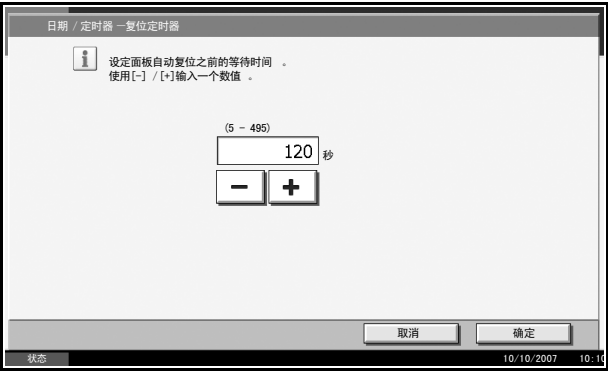 日期 / 定时器 －复位定时器
设定面板自动复位之前的等待时间 。
使用[-] /[+]输入一个数值 。
(5 - 495)
120 秒
取消 确定
状态 10/10/2007 10:10